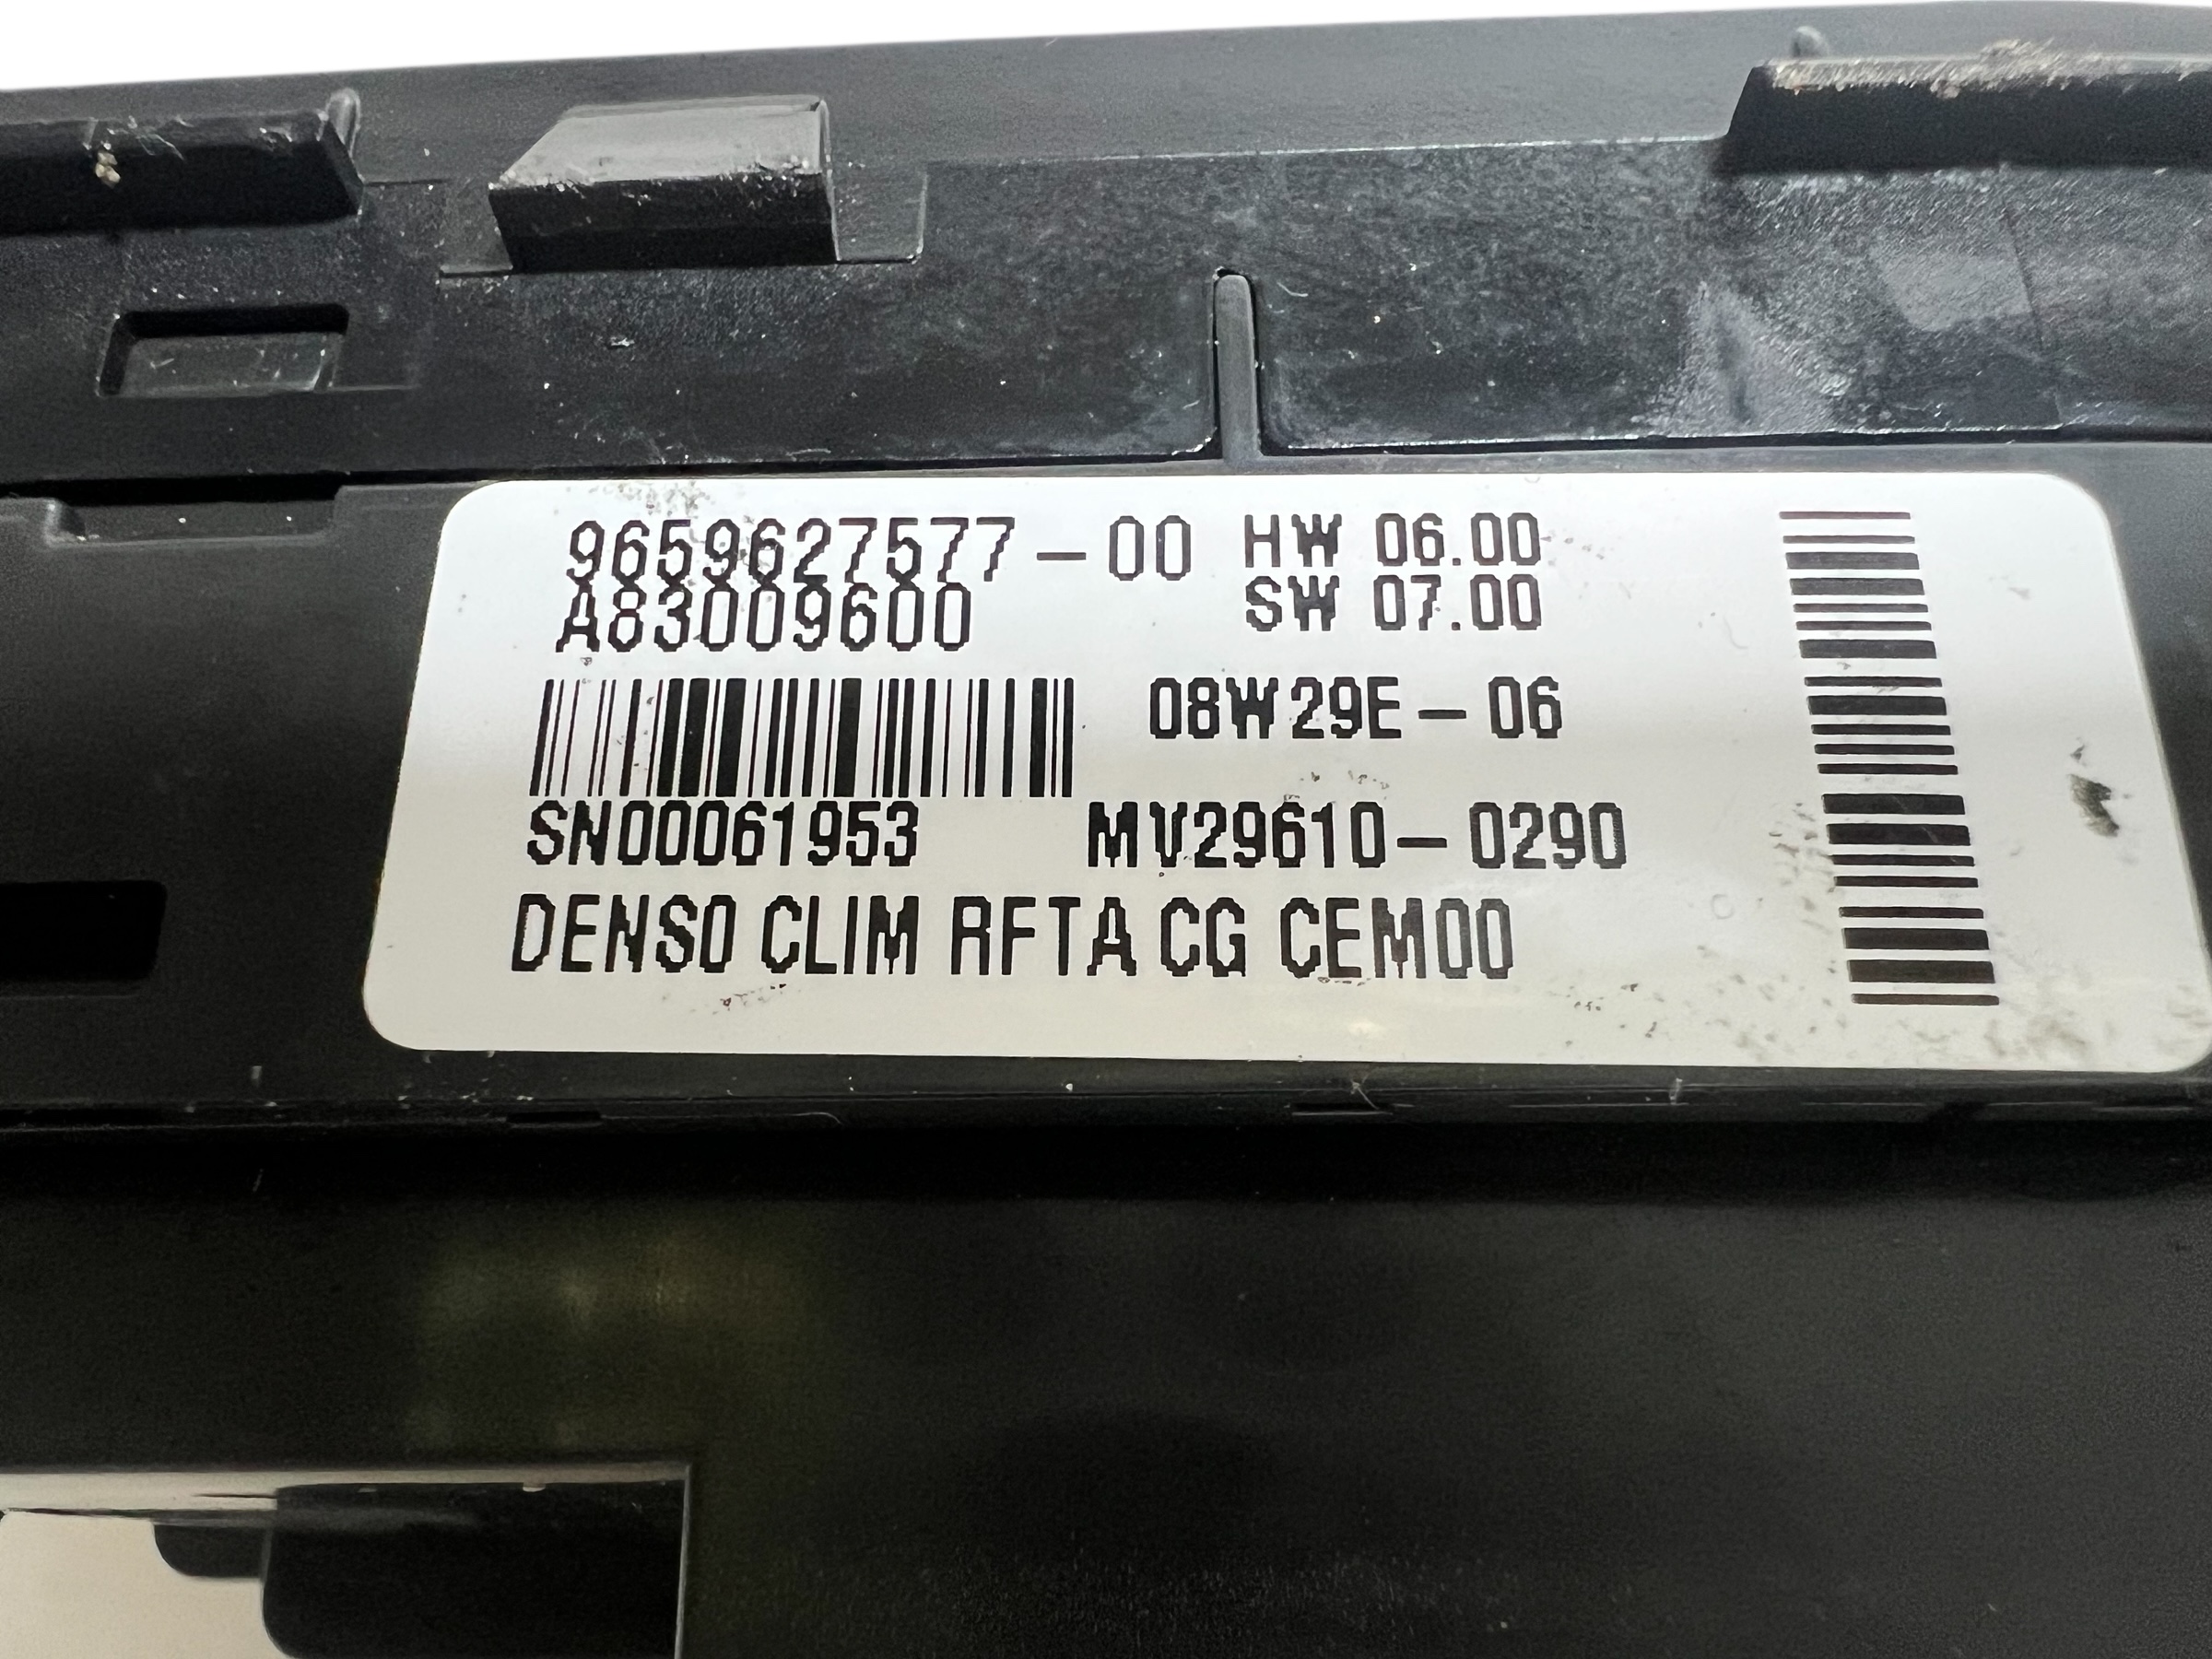 9659627577-00 HW 06.00
A83009600 SW 07.00
08W29E-06
SN00061953 MV29610-0290
DENSO CLIM RFTA CG CEM00